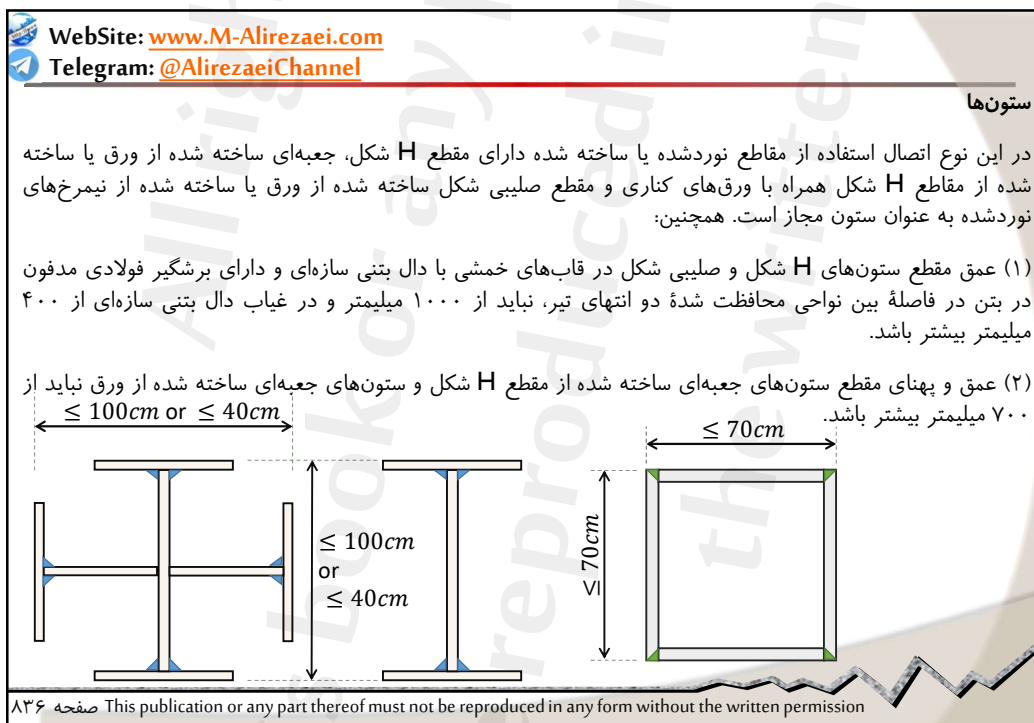 WebSite: www.M-Alirezaei.com
Telegram: @AlirezaeiChannel
ستون‌ها
در این نوع اتصال استفاده از مقاطع نوردشده یا ساخته شده دارای مقطع H شکل، جعبه‌ای ساخته شده از ورق یا ساخته
شده از مقاطع H شکل همراه با ورق‌های کناری و مقطع صلیبی شکل ساخته شده از ورق یا ساخته شده از نیمرخ‌های
نوردشده به عنوان ستون مجاز است. همچنین:
(۱) عمق مقطع ستون‌های H شکل و صلیبی شکل در قاب‌های خمشی با دال بتنی سازه‌ای و دارای برشگیر فولادی مدفون
در بتن در فاصلهٔ بین نواحی محافظت شدهٔ دو انتهای تیر، نباید از ۱۰۰۰ میلیمتر و در غیاب دال بتنی سازه‌ای از ۴۰۰
میلیمتر بیشتر باشد.
(۲) عمق و پهنای مقطع ستون‌های جعبه‌ای ساخته شده از مقطع H شکل و ستون‌های جعبه‌ای ساخته شده از ورق نباید از
۷۰۰ میلیمتر بیشتر باشد.
≤ 100cm or ≤ 40cm
≤ 70cm
≤ 100cm
or
≤ 40cm
≤ 70cm
صفحه ۸۳۶ This publication or any part thereof must not be reproduced in any form without the written permission